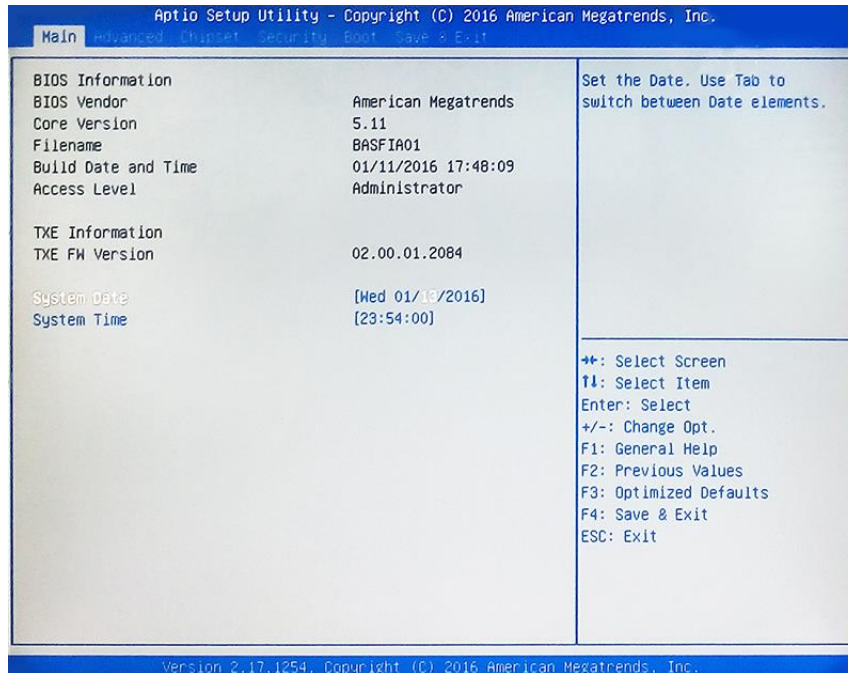 Aptio Setup Utility - Copyright (C) 2016 American Megatrends, Inc.
Main Advanced Chipset Security Boot Save & Exit
BIOS Information
BIOS Vendor American Megatrends
Core Version 5.11
Filename BASFIA01
Build Date and Time 01/11/2016 17:48:09
Access Level Administrator
TXE Information
TXE FW Version 02.00.01.2084
System Date [Wed 01/13/2016]
System Time [23:54:00]
Set the Date. Use Tab to
switch between Date elements.
→←: Select Screen
↑↓: Select Item
Enter: Select
+/-: Change Opt.
F1: General Help
F2: Previous Values
F3: Optimized Defaults
F4: Save & Exit
ESC: Exit
Version 2.17.1254. Copyright (C) 2016 American Megatrends, Inc.